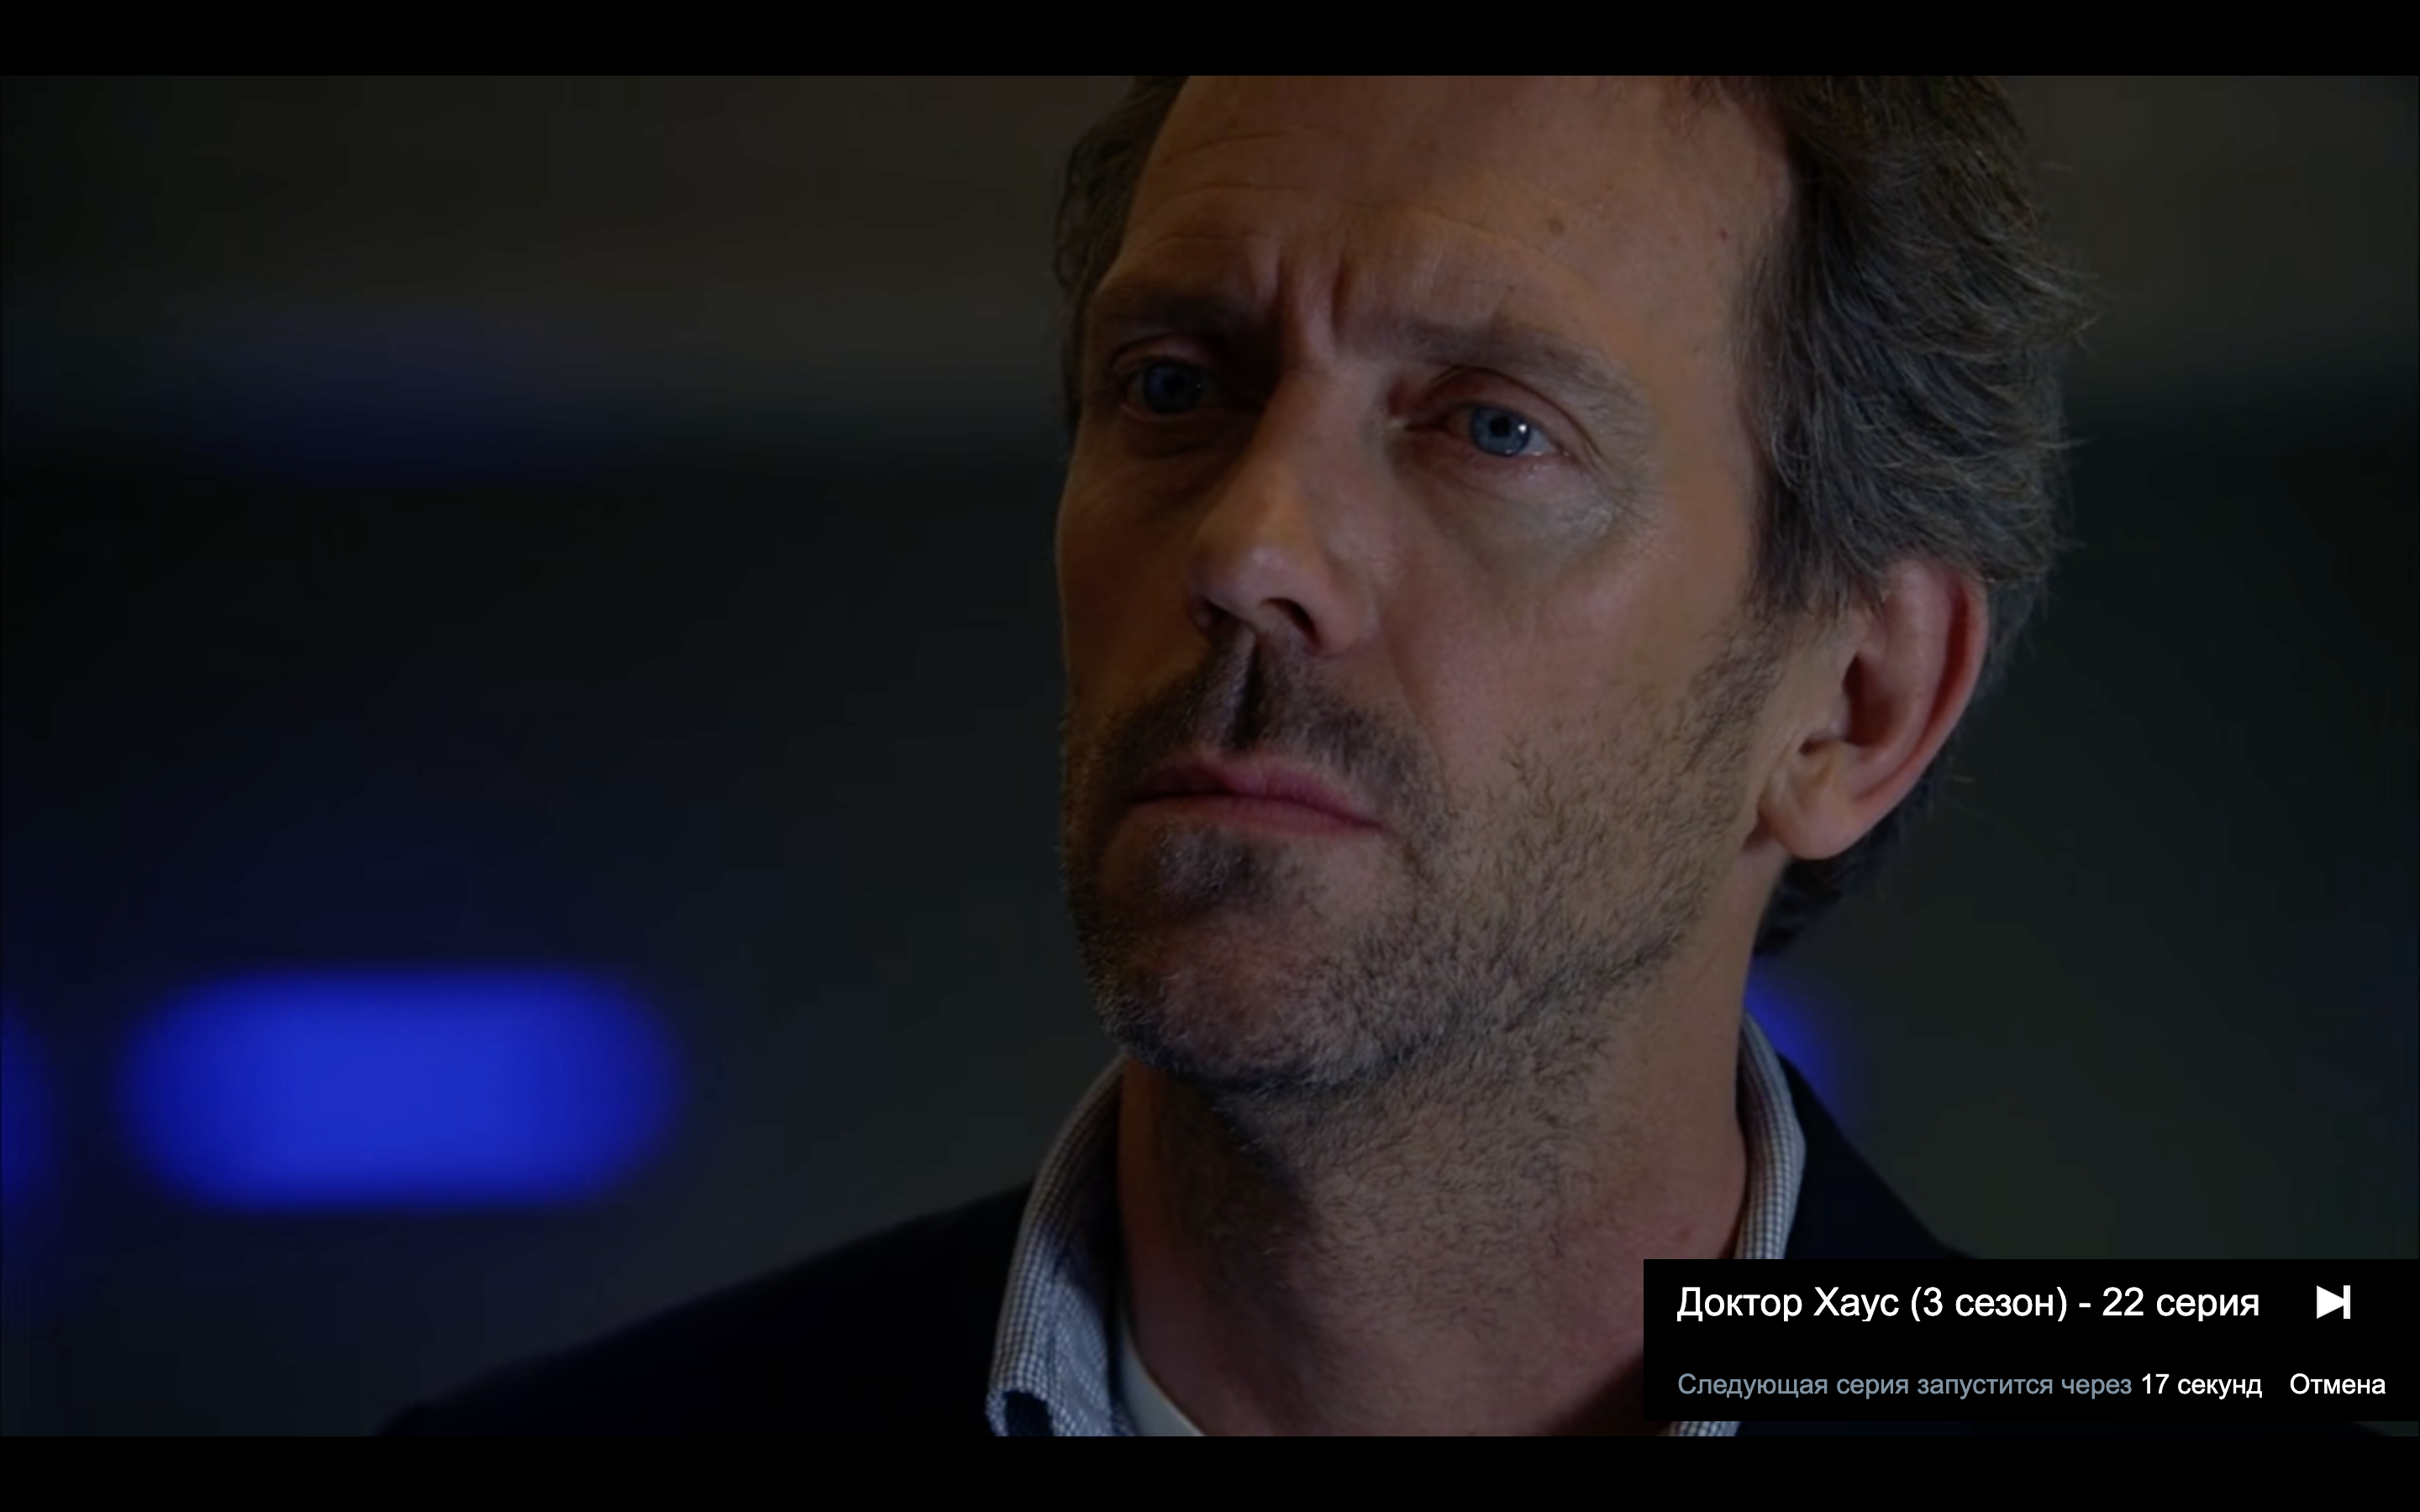 Доктор Хаус (3 сезон) - 22 серия
Следующая серия запустится через 17 секунд Отмена